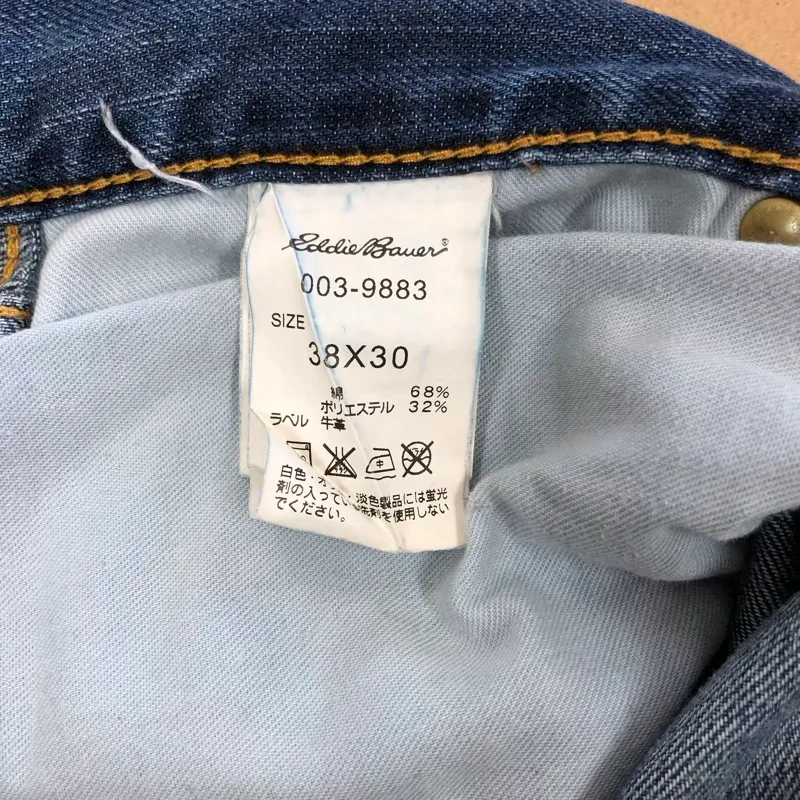 Eddie Bauer®
003-9883
SIZE
38X30
綿 68%
ポリエステル 32%
ラベル 牛革
白色・オ 淡色製品には蛍光
剤の入ってい 洗剤を使用しない
でください。